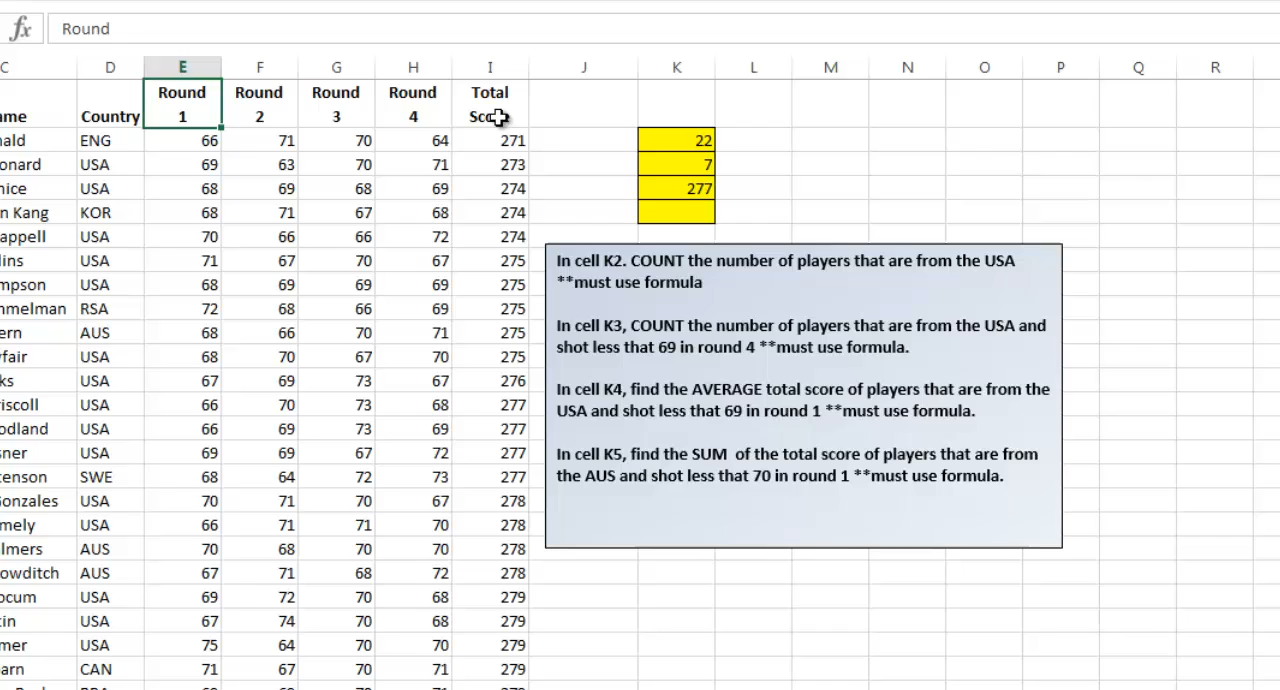 fx Round
C D E F G H I J K L M N O P Q R
Round Round Round Round Total
ame Country 1 2 3 4
nald ENG 66 71 70 64 271 22
onard USA 69 63 70 71 273 7
nice USA 68 69 68 69 274 277
n Kang KOR 68 71 67 68 274
appell USA 70 66 66 72 274
lins USA 71 67 70 67 275
mpson USA 68 69 69 69 275
mmelman RSA 72 68 66 69 275
ern AUS 68 66 70 71 275
yfair USA 68 70 67 70 275
ks USA 67 69 73 67 276
riscoll USA 66 70 73 68 277
odland USA 66 69 73 69 277
sner USA 69 69 67 72 277
tenson SWE 68 64 72 73 277
Gonzales USA 70 71 70 67 278
mely USA 66 71 71 70 278
lmers AUS 70 68 70 70 278
owditch AUS 67 71 68 72 278
ocum USA 69 72 70 68 279
tin USA 67 74 70 68 279
mer USA 75 64 70 70 279
arn CAN 71 67 70 71 279
In cell K2. COUNT the number of players that are from the USA
**must use formula
In cell K3, COUNT the number of players that are from the USA and
shot less that 69 in round 4 **must use formula.
In cell K4, find the AVERAGE total score of players that are from the
USA and shot less that 69 in round 1 **must use formula.
In cell K5, find the SUM of the total score of players that are from
the AUS and shot less that 70 in round 1 **must use formula.